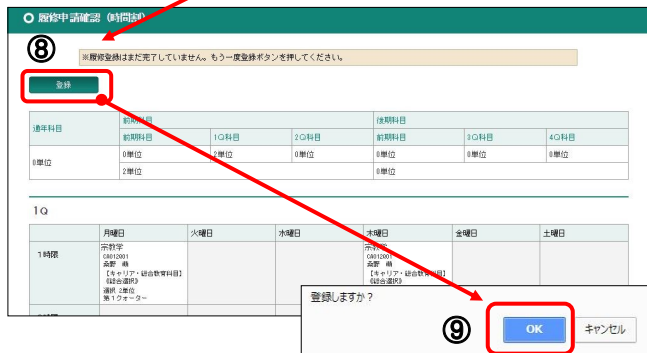 履修申請確認 (時間割)
⑧
※履修登録はまだ完了していません。もう一度登録ボタンを押してください。
登録
通年科目 前期科目 後期科目
前期科目 1Q科目 2Q科目 前期科目 3Q科目 4Q科目
0単位 0単位 2単位 0単位 0単位 0単位 0単位
2単位 0単位
1Q
月曜日 火曜日 水曜日 木曜日 金曜日 土曜日
1時限 宗教学 宗教学
CA012001 CA012001
斎野 萌 斎野 萌
【キャリア・総合教育科目】 【キャリア・総合教育科目】
《総合選択》 《総合選択》
選択 2単位
第1クォーター
登録しますか?
⑨
OK キャンセル